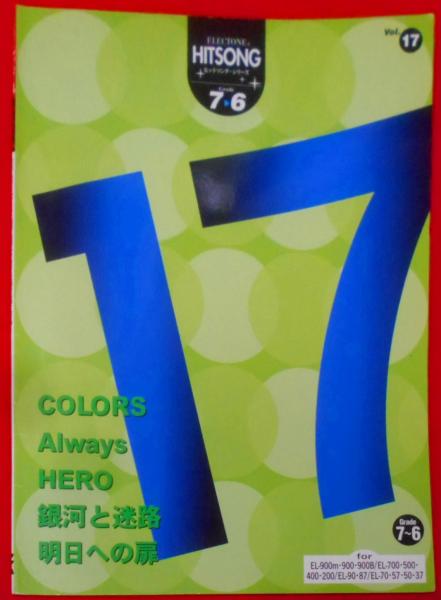 ELECTONE®
HITSONG
ヒットソング・シリーズ
Grade
7▶6
Vol. 17
17
COLORS
Always
HERO
銀河と迷路
明日への扉
Grade
7~6
for
EL-900m・900・900B/EL-700・500・
400・200/EL-90・87/EL-70・57・50・37